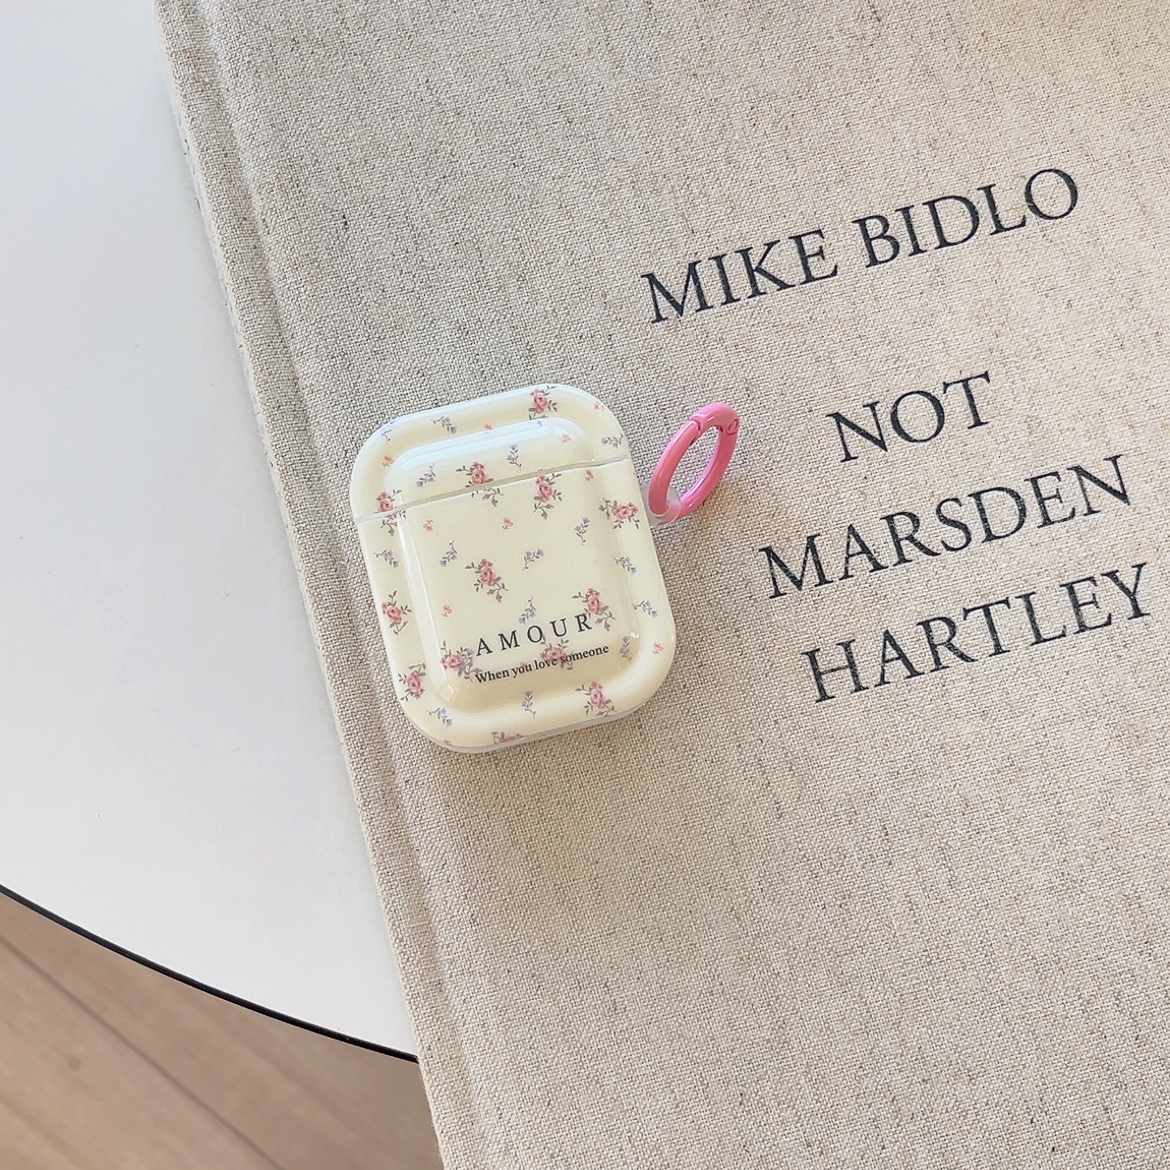 MIKE BIDLO
NOT
MARSDEN
HARTLEY
AMOUR
When you love someone